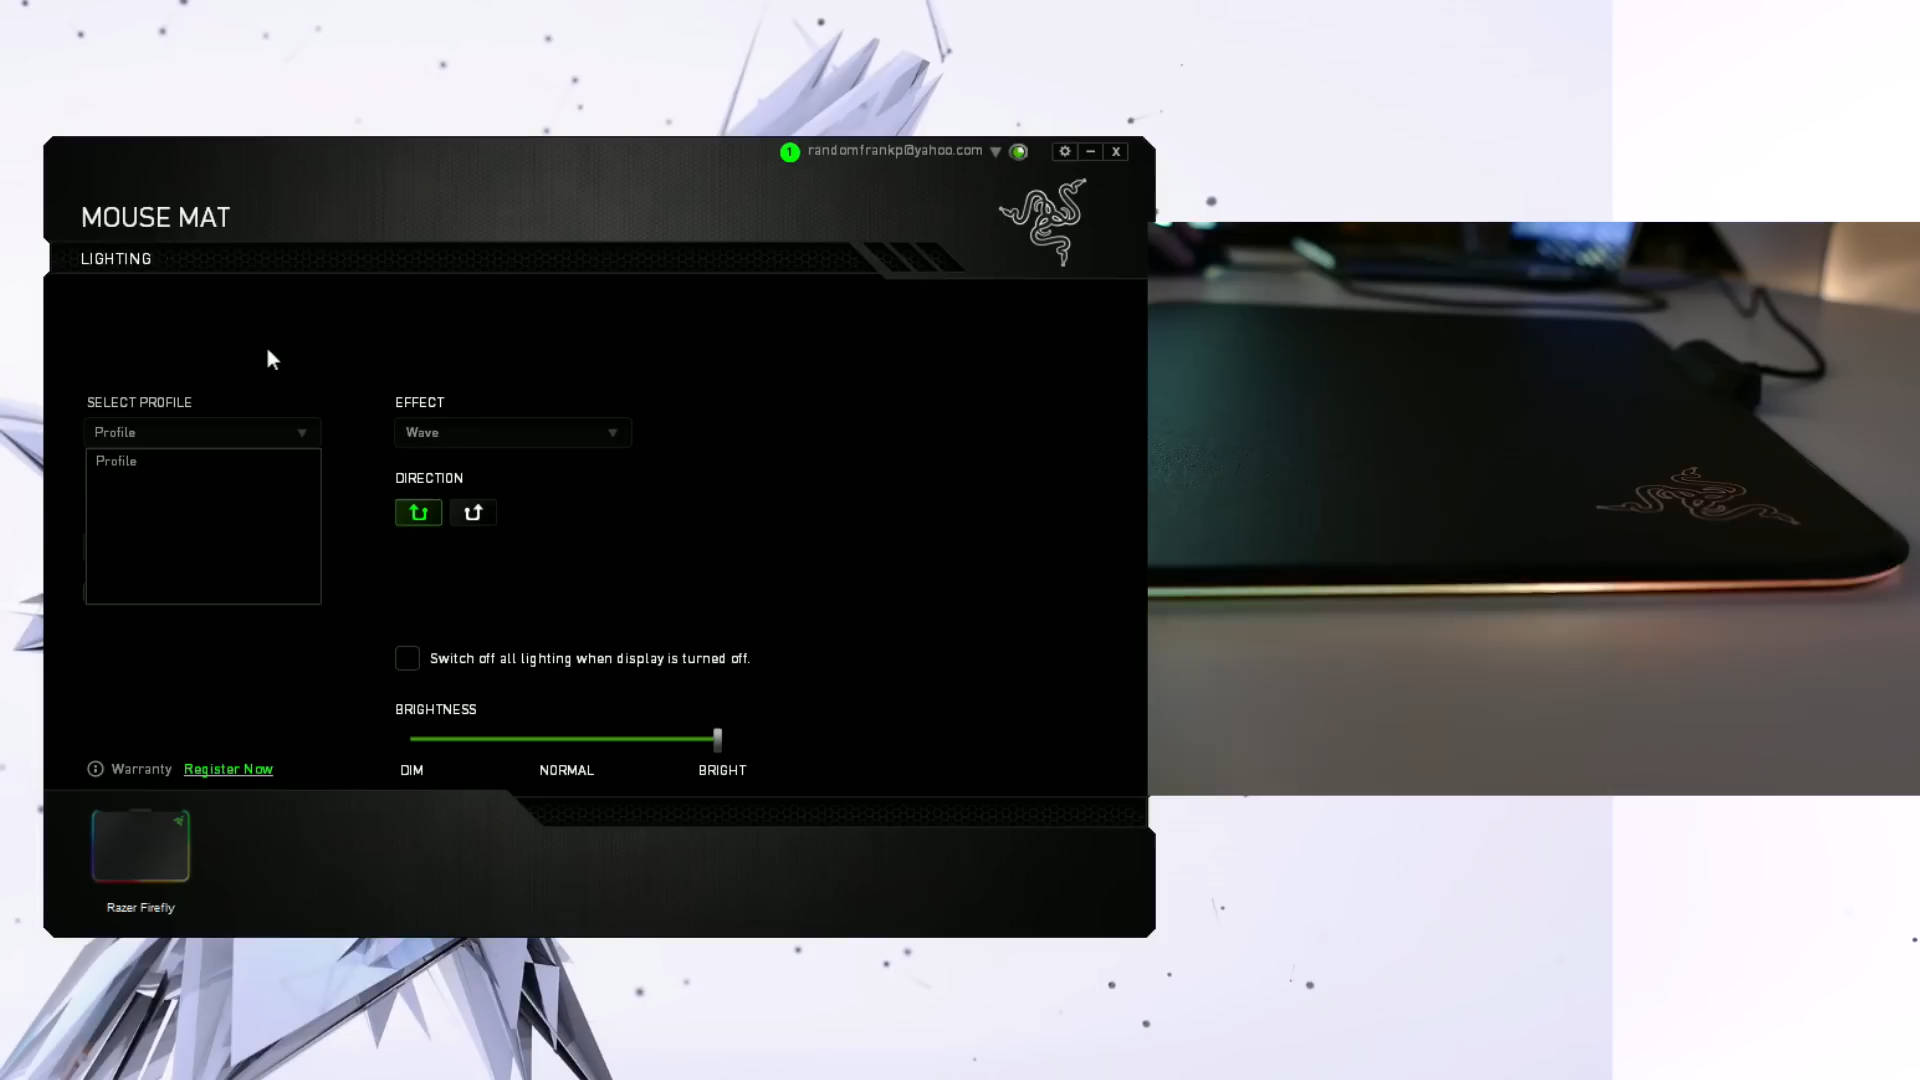 1 randomfrankp@yahoo.com
X
MOUSE MAT
LIGHTING
SELECT PROFILE
Profile
Profile
EFFECT
Wave
DIRECTION
Switch off all lighting when display is turned off.
BRIGHTNESS
DIM NORMAL BRIGHT
Warranty Register Now
Razer Firefly